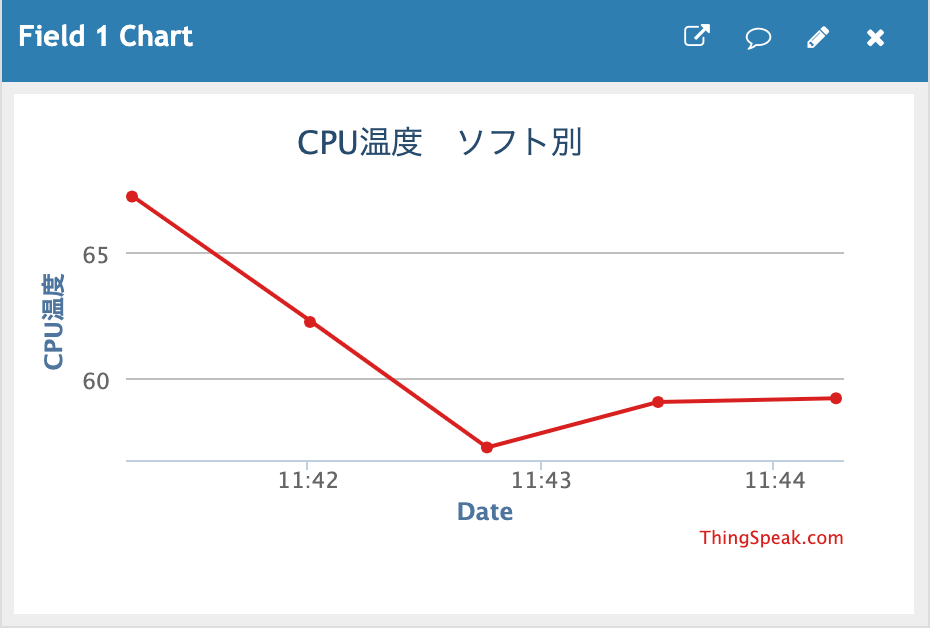 Field 1 Chart
CPU温度　ソフト別
CPU温度
65
60
11:42 11:43 11:44
Date
ThingSpeak.com